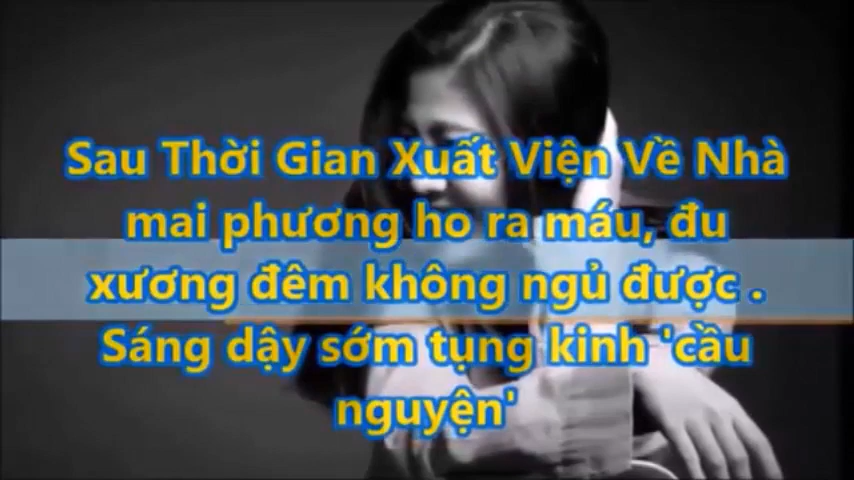 Sau Thời Gian Xuất Viện Về Nhà
mai phương ho ra máu, đu
xương đêm không ngủ được .
Sáng dậy sớm tụng kinh 'cầu
nguyện'